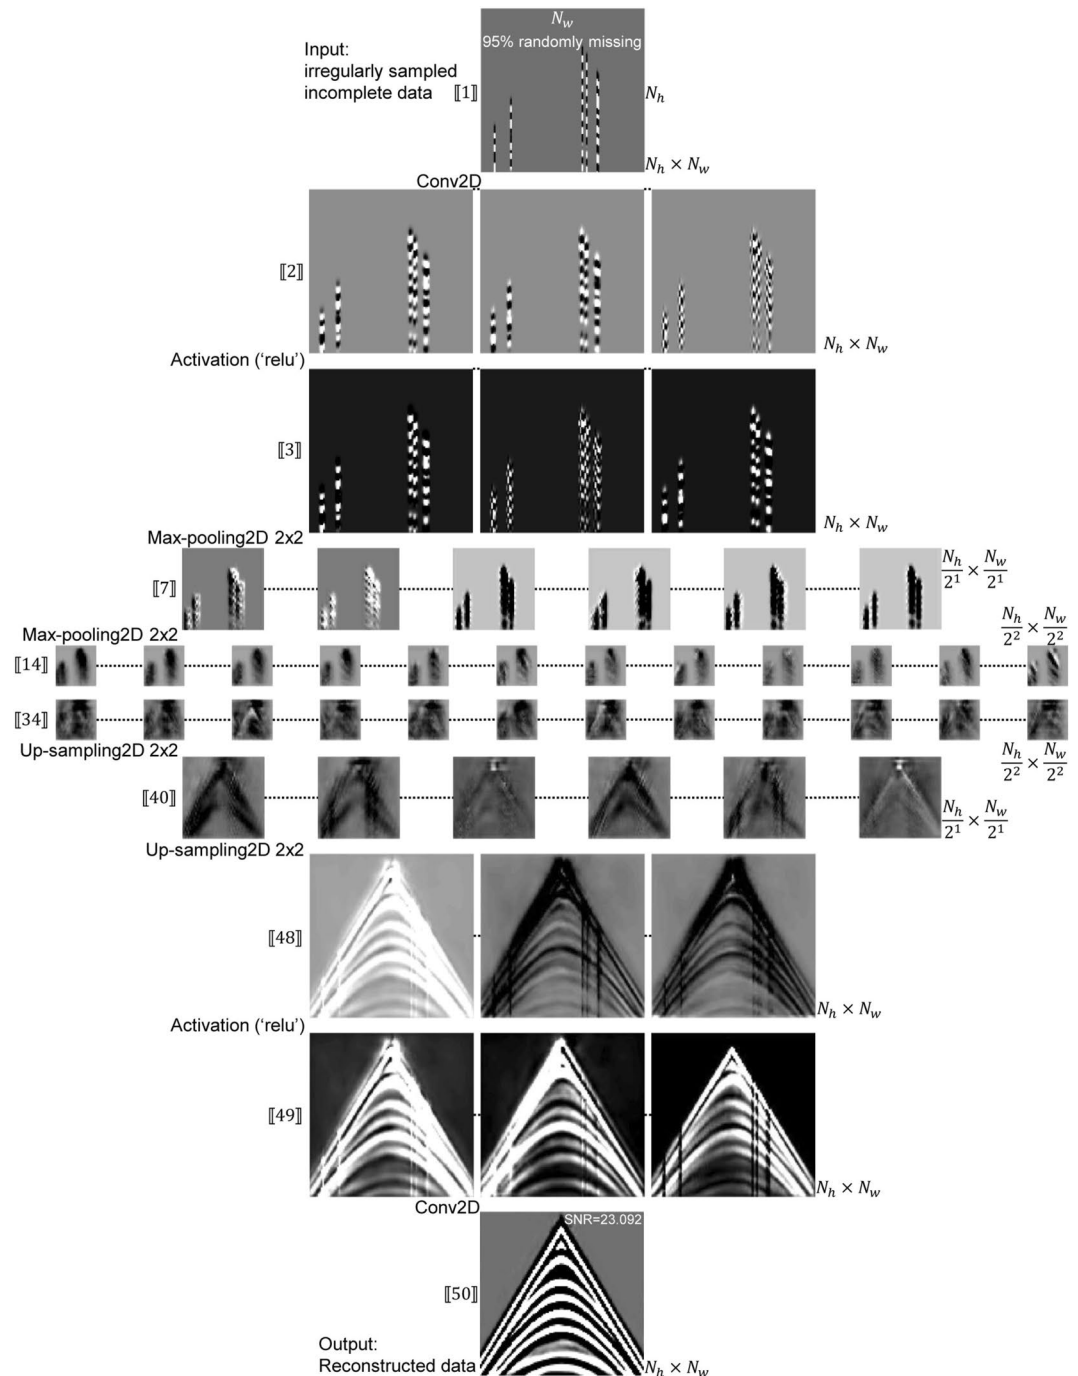 N_w
95% randomly missing
Input:
irregularly sampled
incomplete data ⟦1⟧
N_h
N_h × N_w
Conv2D
⟦2⟧
N_h × N_w
Activation (‘relu’)
⟦3⟧
N_h × N_w
Max-pooling2D 2x2
⟦7⟧
N_h/2^1 × N_w/2^1
Max-pooling2D 2x2
N_h/2^2 × N_w/2^2
⟦14⟧
⟦34⟧
Up-sampling2D 2x2
N_h/2^2 × N_w/2^2
⟦40⟧
N_h/2^1 × N_w/2^1
Up-sampling2D 2x2
⟦48⟧
N_h × N_w
Activation (‘relu’)
⟦49⟧
N_h × N_w
Conv2D
SNR=23.092
⟦50⟧
Output:
Reconstructed data
N_h × N_w